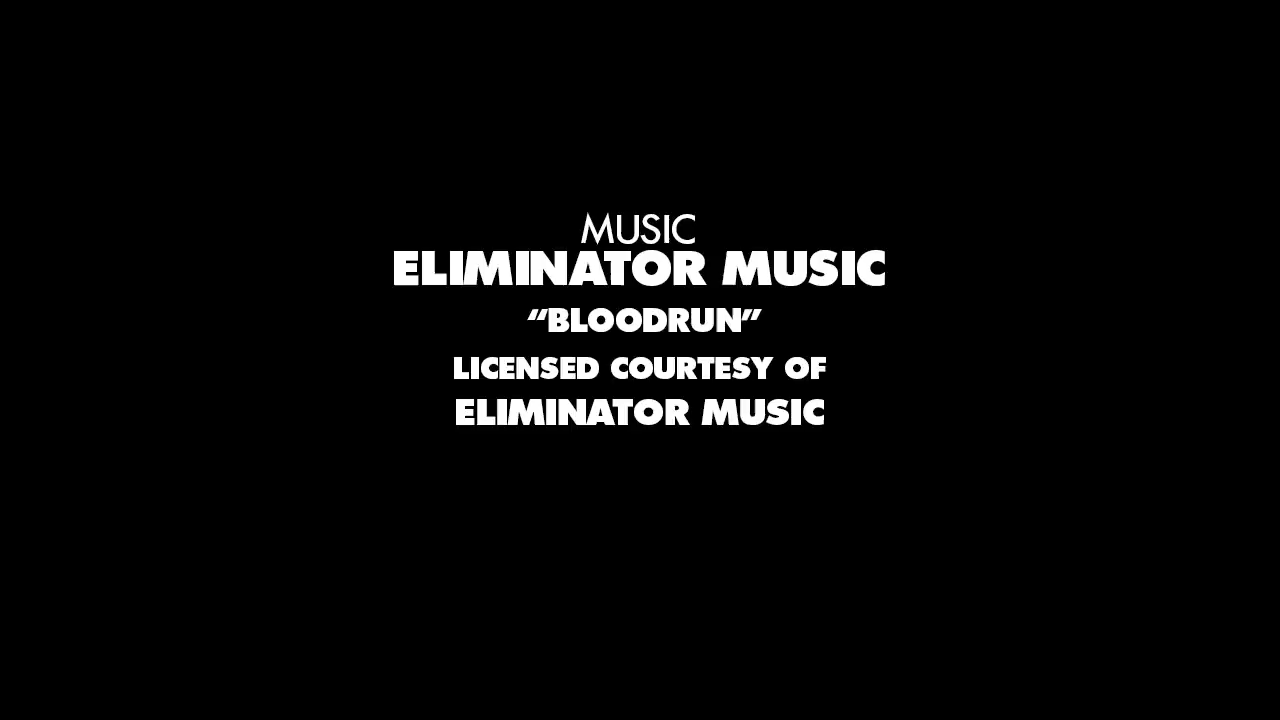 MUSIC
ELIMINATOR MUSIC
“BLOODRUN”
LICENSED COURTESY OF
ELIMINATOR MUSIC